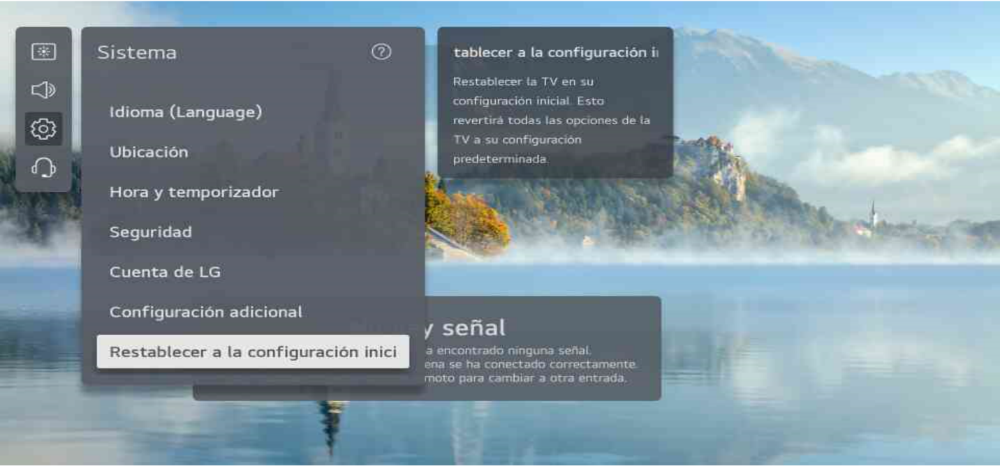 Sistema
?
Idioma (Language)
Ubicación
Hora y temporizador
Seguridad
Cuenta de LG
Configuración adicional
Restablecer a la configuración inici
tablecer a la configuración i
Restablecer la TV en su
configuración inicial. Esto
revertirá todas las opciones de la
TV a su configuración
predeterminada.
y señal
a encontrado ninguna señal.
ena se ha conectado correctamente.
moto para cambiar a otra entrada.